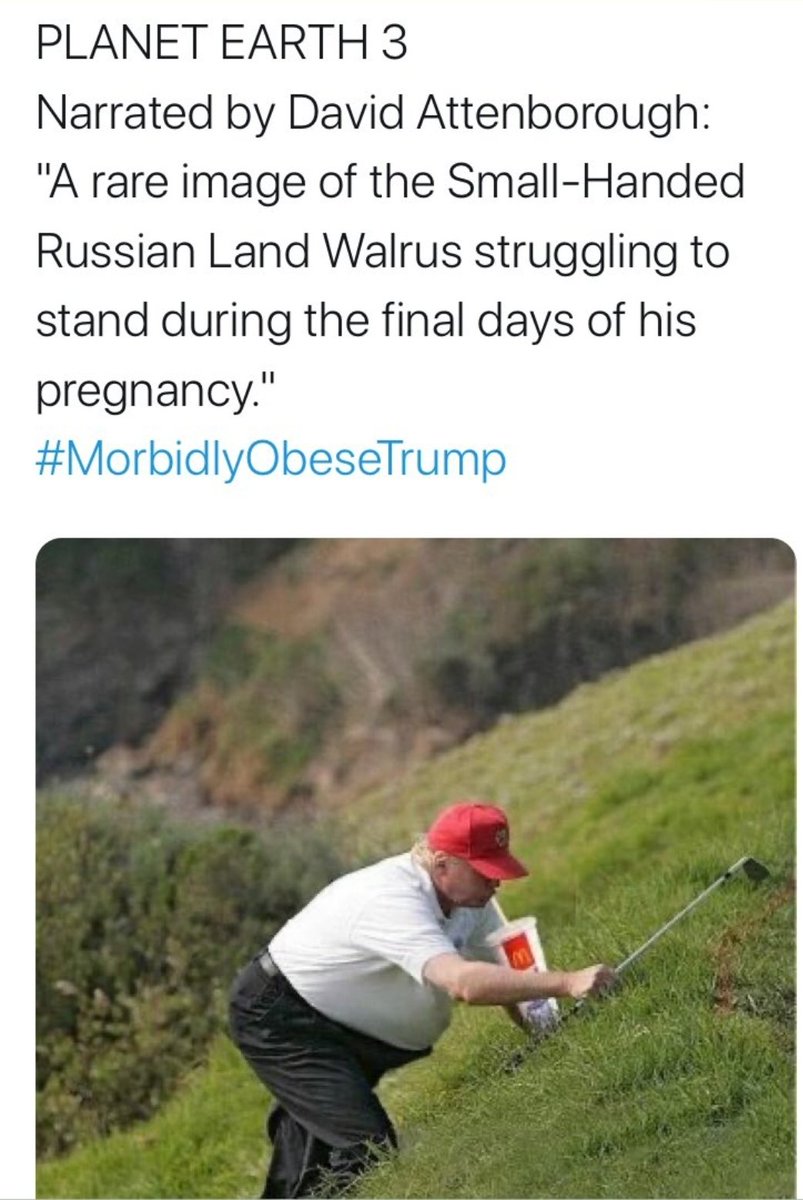 PLANET EARTH 3
Narrated by David Attenborough:
"A rare image of the Small-Handed
Russian Land Walrus struggling to
stand during the final days of his
pregnancy."
#MorbidlyObeseTrump